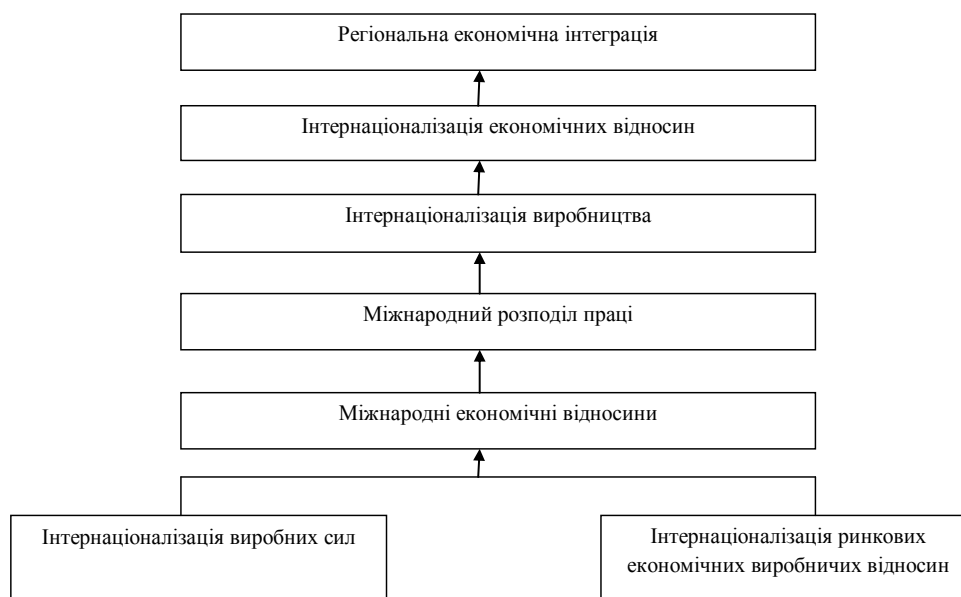 Регіональна економічна інтеграція
Інтернаціоналізація економічних відносин
Інтернаціоналізація виробництва
Міжнародний розподіл праці
Міжнародні економічні відносини
Інтернаціоналізація виробних сил
Інтернаціоналізація ринкових
економічних виробничих відносин